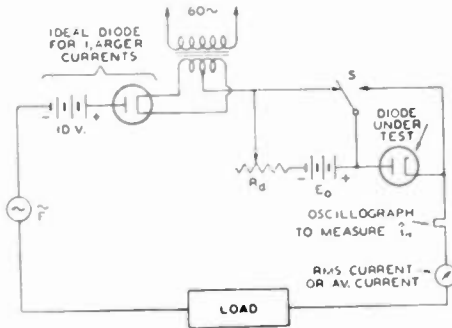 60~
IDEAL DIODE
FOR LARGER
CURRENTS
- +
10 V.
S
DIODE
UNDER
TEST
Rd
- +
E₀
~
F
OSCILLOGRAPH
TO MEASURE
RMS CURRENT
OR AV. CURRENT
LOAD